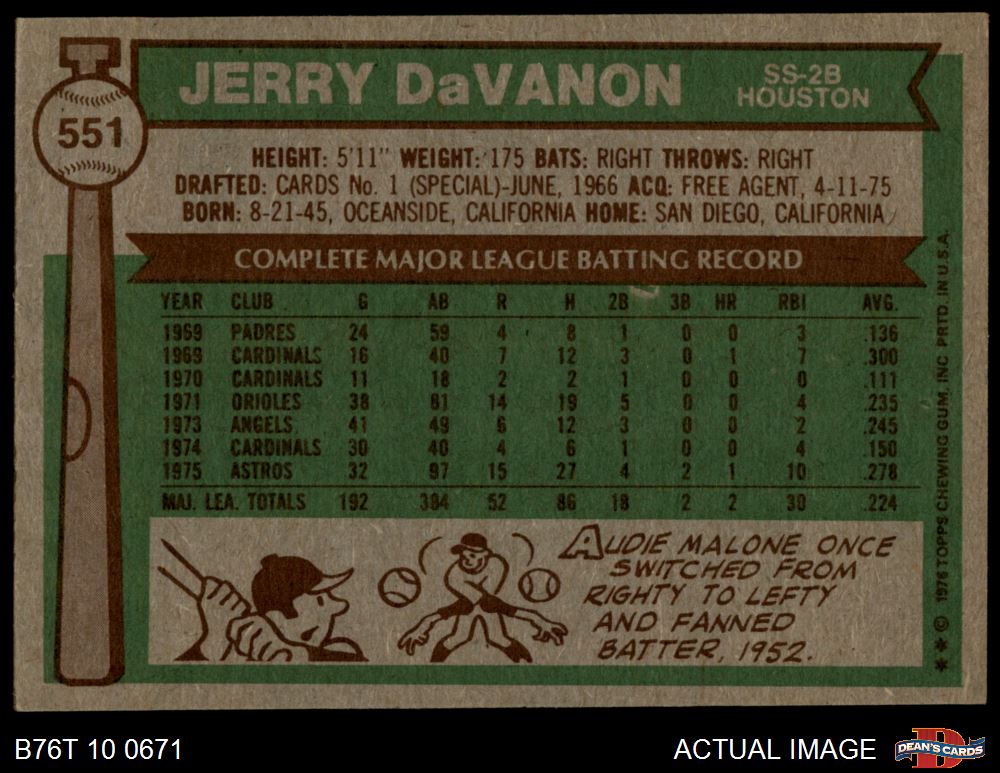 551
JERRY DaVANON
SS-2B
HOUSTON
HEIGHT: 5'11" WEIGHT: 175 BATS: RIGHT THROWS: RIGHT
DRAFTED: CARDS No. 1 (SPECIAL)-JUNE, 1966 ACQ: FREE AGENT, 4-11-75
BORN: 8-21-45, OCEANSIDE, CALIFORNIA HOME: SAN DIEGO, CALIFORNIA
COMPLETE MAJOR LEAGUE BATTING RECORD
YEAR CLUB G AB R H 2B 3B HR RBI AVG.
1969 PADRES 24 59 4 8 1 0 0 3 .136
1969 CARDINALS 16 40 7 12 3 0 1 7 .300
1970 CARDINALS 11 18 2 2 1 0 0 0 .111
1971 ORIOLES 38 81 14 19 5 0 0 4 .235
1973 ANGELS 41 49 6 12 3 0 0 2 .245
1974 CARDINALS 30 40 4 6 1 0 0 4 .150
1975 ASTROS 32 97 15 27 4 2 1 10 .278
MAJ. LEA. TOTALS 192 384 52 86 18 2 2 30 .224
AUDIE MALONE ONCE
SWITCHED FROM
RIGHTY TO LEFTY
AND FANNED
BATTER, 1952.
** © 1976 TOPPS CHEWING GUM, INC. PRTD. IN U.S.A.
B76T 10 0671
ACTUAL IMAGE
D
DEAN'S CARDS